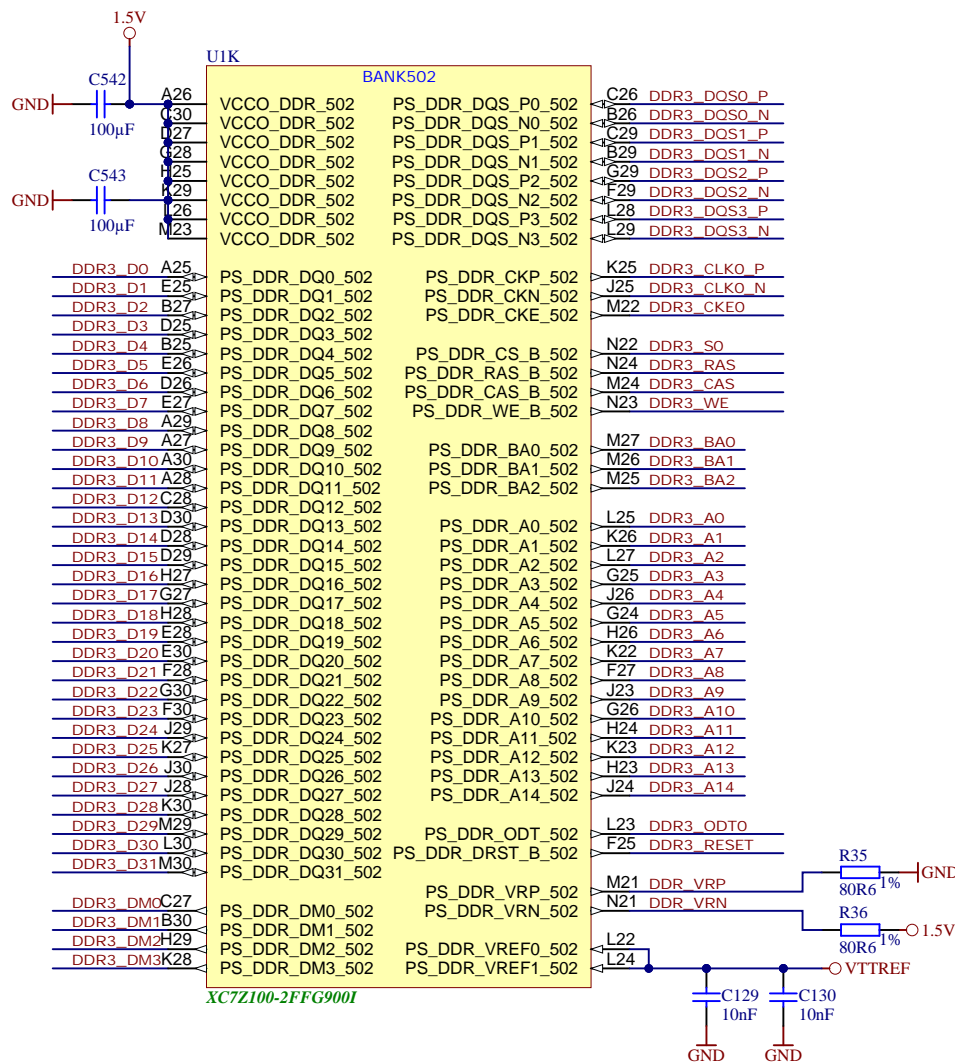 1.5V
U1K
BANK502
C542
GND
100µF
C543
GND
100µF
A26 VCCO_DDR_502 PS_DDR_DQS_P0_502 C26 DDR3_DQS0_P
C30 VCCO_DDR_502 PS_DDR_DQS_N0_502 B26 DDR3_DQS0_N
D27 VCCO_DDR_502 PS_DDR_DQS_P1_502 C29 DDR3_DQS1_P
G28 VCCO_DDR_502 PS_DDR_DQS_N1_502 B29 DDR3_DQS1_N
H25 VCCO_DDR_502 PS_DDR_DQS_P2_502 G29 DDR3_DQS2_P
K29 VCCO_DDR_502 PS_DDR_DQS_N2_502 F29 DDR3_DQS2_N
VCCO_DDR_502 PS_DDR_DQS_P3_502 L28 DDR3_DQS3_P
M23 VCCO_DDR_502 PS_DDR_DQS_N3_502 L29 DDR3_DQS3_N
DDR3_D0 A25 PS_DDR_DQ0_502 PS_DDR_CKP_502 K25 DDR3_CLK0_P
DDR3_D1 E25 PS_DDR_DQ1_502 PS_DDR_CKN_502 J25 DDR3_CLK0_N
DDR3_D2 B27 PS_DDR_DQ2_502 PS_DDR_CKE_502 M22 DDR3_CKE0
DDR3_D3 D25 PS_DDR_DQ3_502
DDR3_D4 B25 PS_DDR_DQ4_502 PS_DDR_CS_B_502 N22 DDR3_S0
DDR3_D5 E26 PS_DDR_DQ5_502 PS_DDR_RAS_B_502 N24 DDR3_RAS
DDR3_D6 D26 PS_DDR_DQ6_502 PS_DDR_CAS_B_502 M24 DDR3_CAS
DDR3_D7 E27 PS_DDR_DQ7_502 PS_DDR_WE_B_502 N23 DDR3_WE
DDR3_D8 A29 PS_DDR_DQ8_502
DDR3_D9 A27 PS_DDR_DQ9_502 PS_DDR_BA0_502 M27 DDR3_BA0
DDR3_D10 A30 PS_DDR_DQ10_502 PS_DDR_BA1_502 M26 DDR3_BA1
DDR3_D11 A28 PS_DDR_DQ11_502 PS_DDR_BA2_502 M25 DDR3_BA2
DDR3_D12 C28 PS_DDR_DQ12_502
DDR3_D13 D30 PS_DDR_DQ13_502 PS_DDR_A0_502 L25 DDR3_A0
DDR3_D14 D28 PS_DDR_DQ14_502 PS_DDR_A1_502 K26 DDR3_A1
DDR3_D15 D29 PS_DDR_DQ15_502 PS_DDR_A2_502 L27 DDR3_A2
DDR3_D16 H27 PS_DDR_DQ16_502 PS_DDR_A3_502 G25 DDR3_A3
DDR3_D17 G27 PS_DDR_DQ17_502 PS_DDR_A4_502 J26 DDR3_A4
DDR3_D18 H28 PS_DDR_DQ18_502 PS_DDR_A5_502 G24 DDR3_A5
DDR3_D19 E28 PS_DDR_DQ19_502 PS_DDR_A6_502 H26 DDR3_A6
DDR3_D20 E30 PS_DDR_DQ20_502 PS_DDR_A7_502 K22 DDR3_A7
DDR3_D21 F28 PS_DDR_DQ21_502 PS_DDR_A8_502 F27 DDR3_A8
DDR3_D22 G30 PS_DDR_DQ22_502 PS_DDR_A9_502 J23 DDR3_A9
DDR3_D23 F30 PS_DDR_DQ23_502 PS_DDR_A10_502 G26 DDR3_A10
DDR3_D24 J29 PS_DDR_DQ24_502 PS_DDR_A11_502 H24 DDR3_A11
DDR3_D25 K27 PS_DDR_DQ25_502 PS_DDR_A12_502 K23 DDR3_A12
DDR3_D26 J30 PS_DDR_DQ26_502 PS_DDR_A13_502 H23 DDR3_A13
DDR3_D27 J28 PS_DDR_DQ27_502 PS_DDR_A14_502 J24 DDR3_A14
DDR3_D28 K30 PS_DDR_DQ28_502
DDR3_D29 M29 PS_DDR_DQ29_502 PS_DDR_ODT_502 L23 DDR3_ODT0
DDR3_D30 L30 PS_DDR_DQ30_502 PS_DDR_DRST_B_502 F25 DDR3_RESET
DDR3_D31 M30 PS_DDR_DQ31_502
PS_DDR_VRP_502 M21 DDR_VRP R35 80R6 1% GND
DDR3_DM0 C27 PS_DDR_DM0_502 PS_DDR_VRN_502 N21 DDR_VRN
DDR3_DM1 B30 PS_DDR_DM1_502 R36 80R6 1% 1.5V
DDR3_DM2 H29 PS_DDR_DM2_502 PS_DDR_VREF0_502 L22
DDR3_DM3 K28 PS_DDR_DM3_502 PS_DDR_VREF1_502 L24 VTTREF
XC7Z100-2FFG900I
C129 C130
10nF 10nF
GND GND